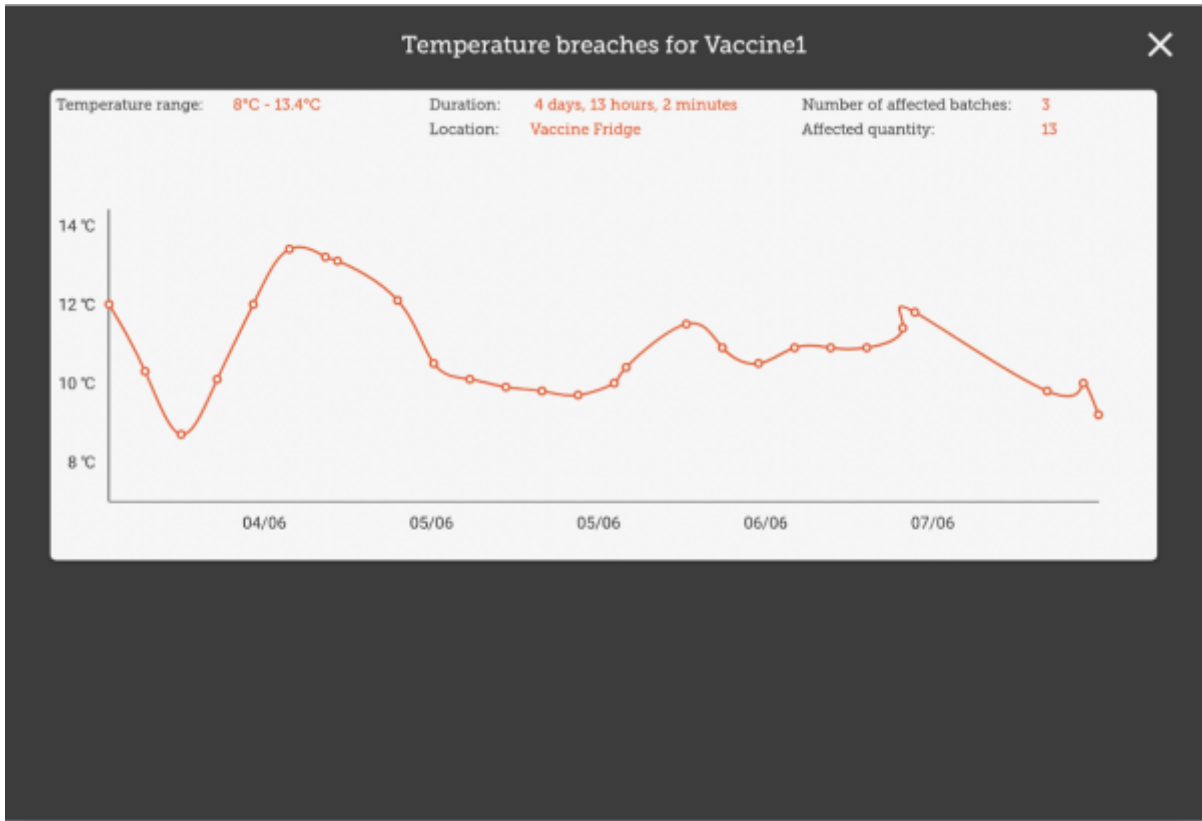 Temperature breaches for Vaccine1
Temperature range: 8°C - 13.4°C Duration: 4 days, 13 hours, 2 minutes Number of affected batches: 3
Location: Vaccine Fridge Affected quantity: 13
14 °C
12 °C
10 °C
8 °C
04/06 05/06 05/06 06/06 07/06